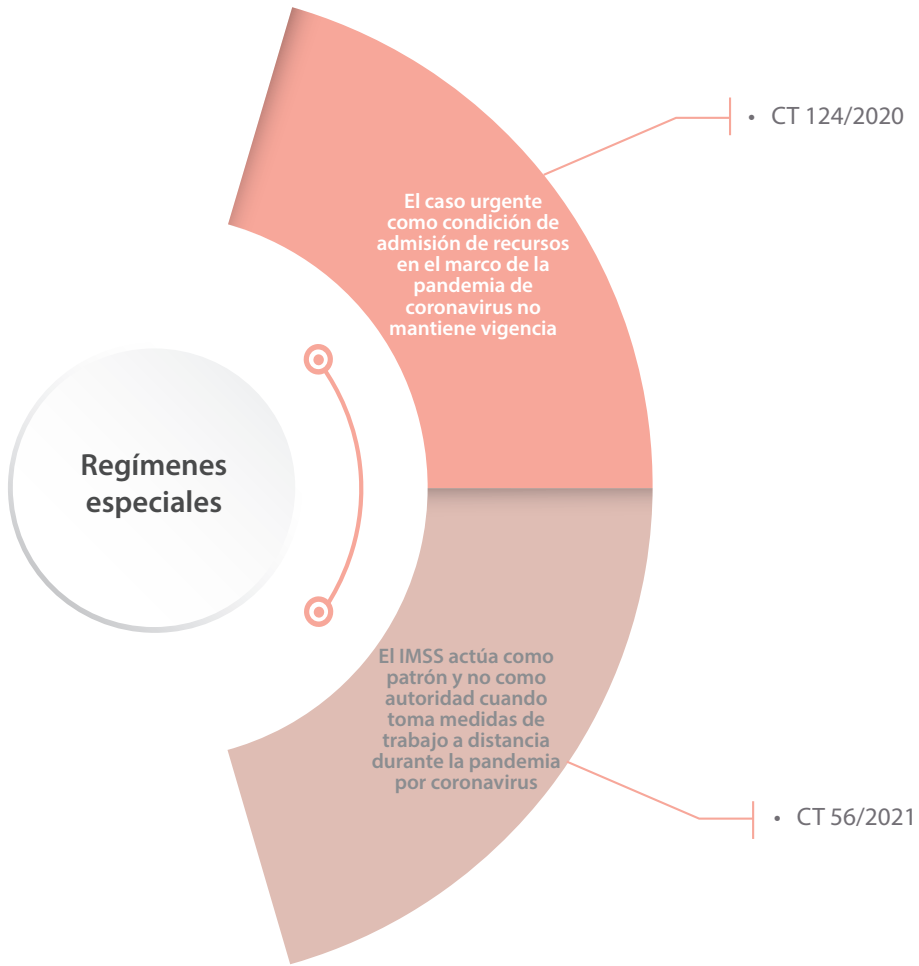 • CT 124/2020
El caso urgente
como condición de
admisión de recursos
en el marco de la
pandemia de
coronavirus no
mantiene vigencia
Regímenes
especiales
El IMSS actúa como
patrón y no como
autoridad cuando
toma medidas de
trabajo a distancia
durante la pandemia
por coronavirus
• CT 56/2021